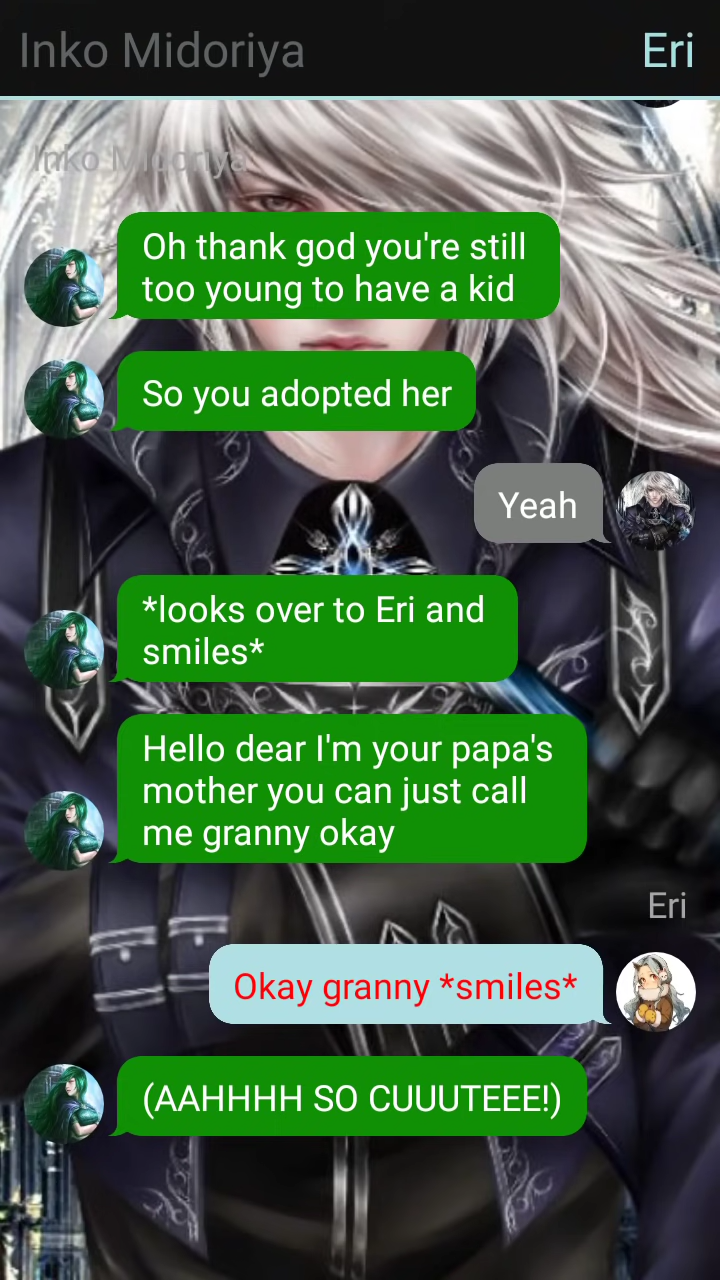 Inko Midoriya
Eri
Inko Midoriya
Oh thank god you're still
too young to have a kid
So you adopted her
Yeah
*looks over to Eri and
smiles*
Hello dear I'm your papa's
mother you can just call
me granny okay
Eri
Okay granny *smiles*
(AAHHHH SO CUUUTEEE!)